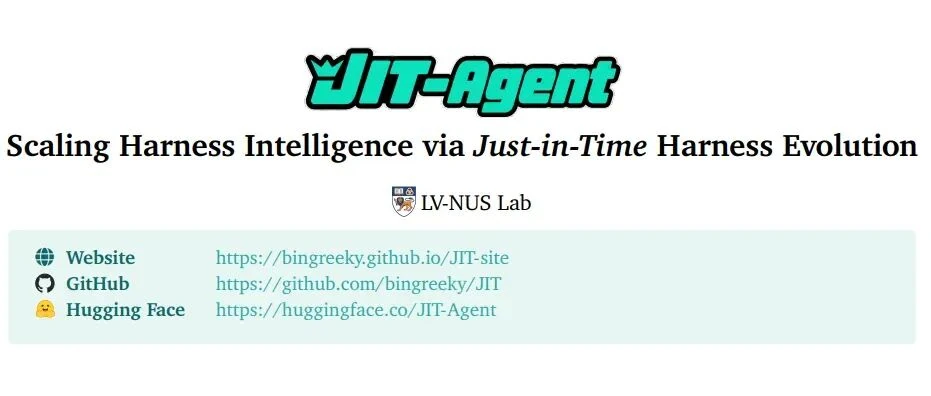 JIT-Agent
Scaling Harness Intelligence via Just-in-Time Harness Evolution
LV-NUS Lab
Website https://bingreeky.github.io/JIT-site
GitHub https://github.com/bingreeky/JIT
Hugging Face https://huggingface.co/JIT-Agent